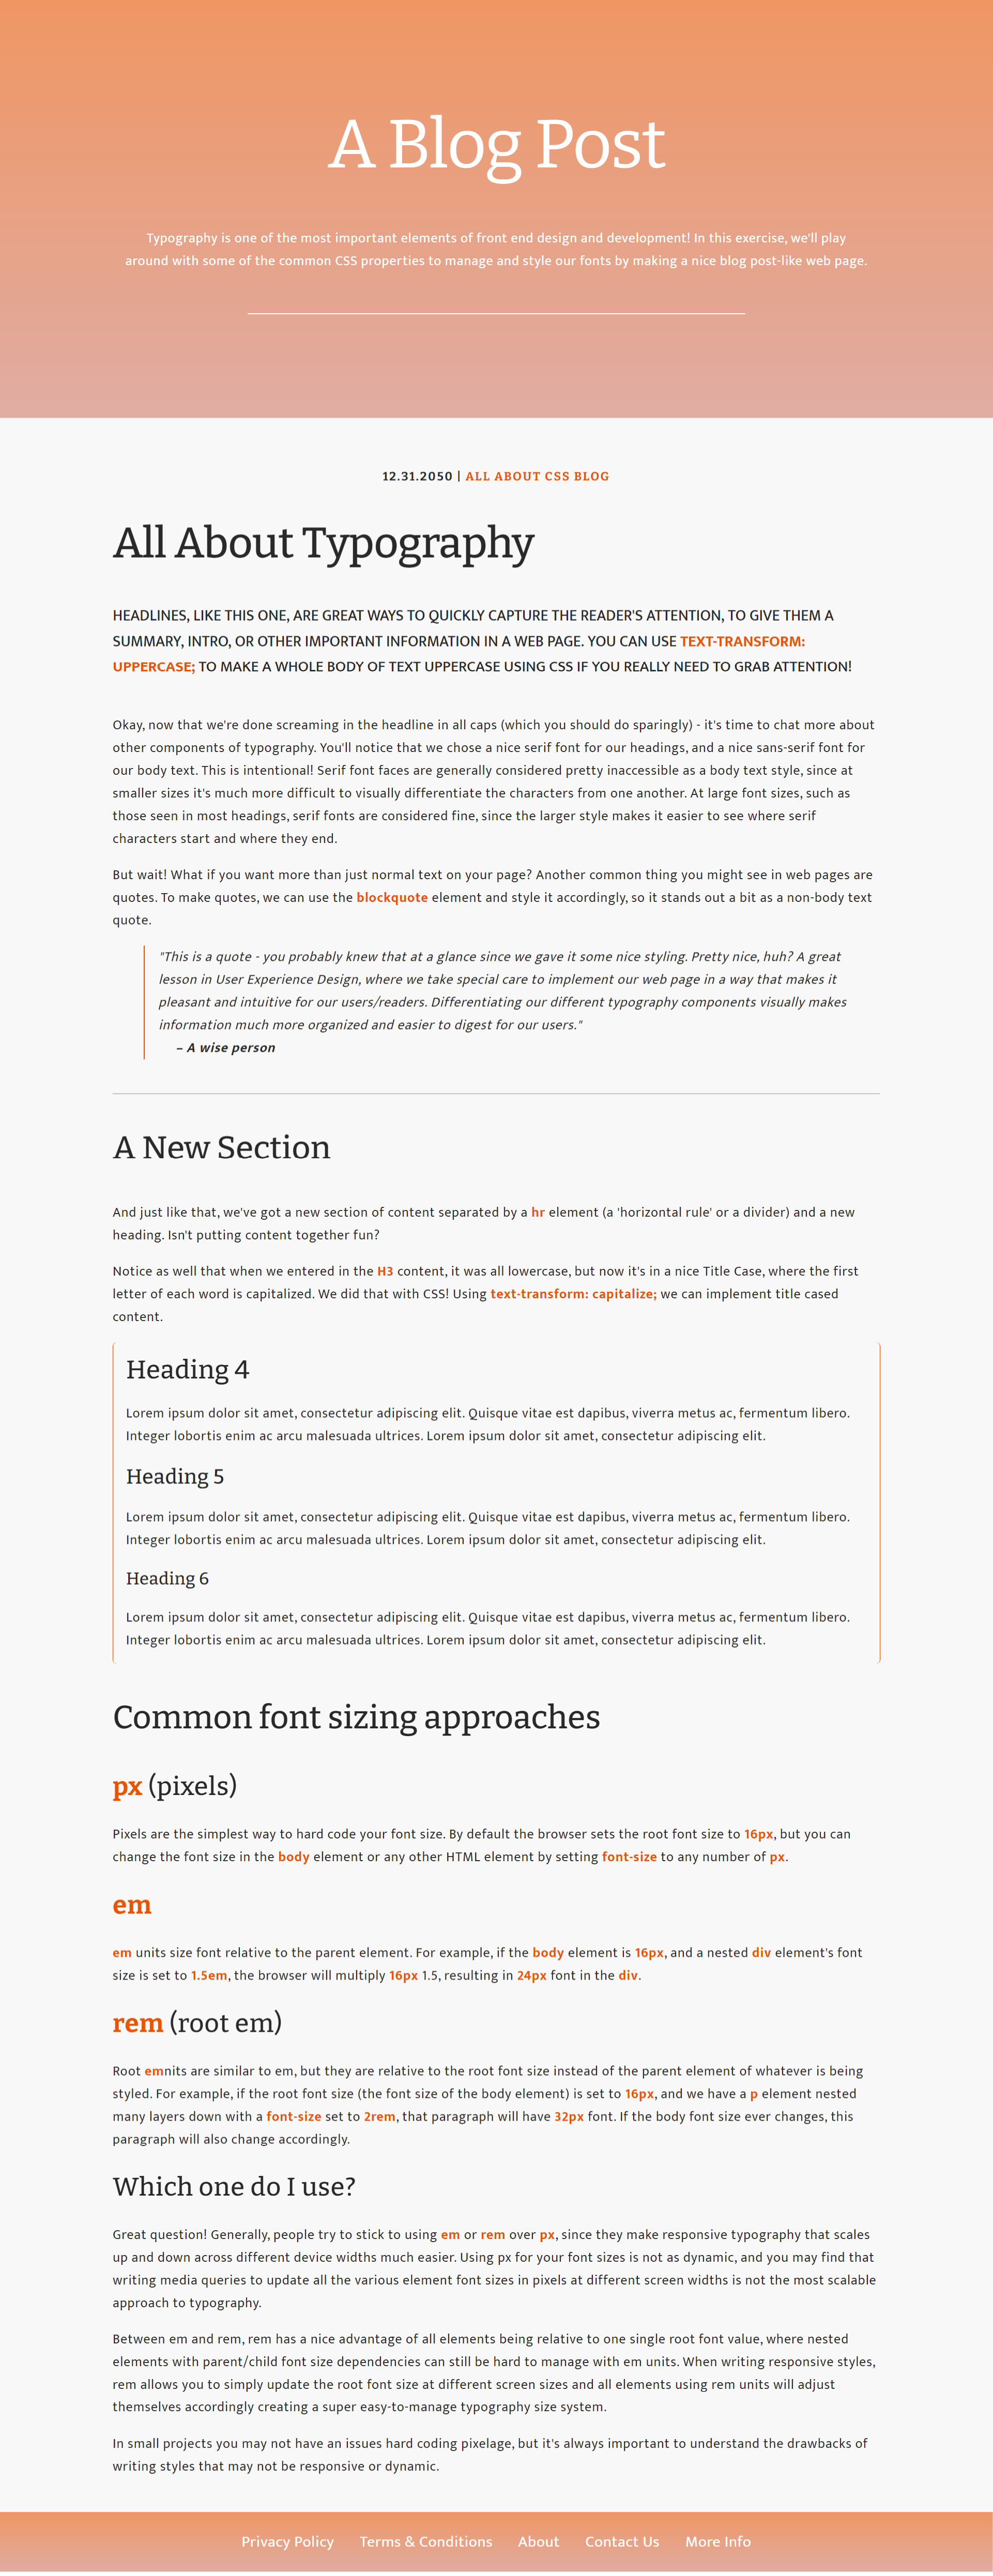 A Blog Post
Typography is one of the most important elements of front end design and development! In this exercise, we'll play
around with some of the common CSS properties to manage and style our fonts by making a nice blog post-like web page.
12.31.2050 | ALL ABOUT CSS BLOG
All About Typography
HEADLINES, LIKE THIS ONE, ARE GREAT WAYS TO QUICKLY CAPTURE THE READER'S ATTENTION, TO GIVE THEM A
SUMMARY, INTRO, OR OTHER IMPORTANT INFORMATION IN A WEB PAGE. YOU CAN USE TEXT-TRANSFORM:
UPPERCASE; TO MAKE A WHOLE BODY OF TEXT UPPERCASE USING CSS IF YOU REALLY NEED TO GRAB ATTENTION!
Okay, now that we're done screaming in the headline in all caps (which you should do sparingly) - it's time to chat more about
other components of typography. You'll notice that we chose a nice serif font for our headings, and a nice sans-serif font for
our body text. This is intentional! Serif font faces are generally considered pretty inaccessible as a body text style, since at
smaller sizes it's much more difficult to visually differentiate the characters from one another. At large font sizes, such as
those seen in most headings, serif fonts are considered fine, since the larger style makes it easier to see where serif
characters start and where they end.
But wait! What if you want more than just normal text on your page? Another common thing you might see in web pages are
quotes. To make quotes, we can use the blockquote element and style it accordingly, so it stands out a bit as a non-body text
quote.
"This is a quote - you probably knew that at a glance since we gave it some nice styling. Pretty nice, huh? A great
lesson in User Experience Design, where we take special care to implement our web page in a way that makes it
pleasant and intuitive for our users/readers. Differentiating our different typography components visually makes
information much more organized and easier to digest for our users."
– A wise person
A New Section
And just like that, we've got a new section of content separated by a hr element (a 'horizontal rule' or a divider) and a new
heading. Isn't putting content together fun?
Notice as well that when we entered in the H3 content, it was all lowercase, but now it's in a nice Title Case, where the first
letter of each word is capitalized. We did that with CSS! Using text-transform: capitalize; we can implement title cased
content.
Heading 4
Lorem ipsum dolor sit amet, consectetur adipiscing elit. Quisque vitae est dapibus, viverra metus ac, fermentum libero.
Integer lobortis enim ac arcu malesuada ultrices. Lorem ipsum dolor sit amet, consectetur adipiscing elit.
Heading 5
Lorem ipsum dolor sit amet, consectetur adipiscing elit. Quisque vitae est dapibus, viverra metus ac, fermentum libero.
Integer lobortis enim ac arcu malesuada ultrices. Lorem ipsum dolor sit amet, consectetur adipiscing elit.
Heading 6
Lorem ipsum dolor sit amet, consectetur adipiscing elit. Quisque vitae est dapibus, viverra metus ac, fermentum libero.
Integer lobortis enim ac arcu malesuada ultrices. Lorem ipsum dolor sit amet, consectetur adipiscing elit.
Common font sizing approaches
px (pixels)
Pixels are the simplest way to hard code your font size. By default the browser sets the root font size to 16px, but you can
change the font size in the body element or any other HTML element by setting font-size to any number of px.
em
em units size font relative to the parent element. For example, if the body element is 16px, and a nested div element's font
size is set to 1.5em, the browser will multiply 16px 1.5, resulting in 24px font in the div.
rem (root em)
Root emnits are similar to em, but they are relative to the root font size instead of the parent element of whatever is being
styled. For example, if the root font size (the font size of the body element) is set to 16px, and we have a p element nested
many layers down with a font-size set to 2rem, that paragraph will have 32px font. If the body font size ever changes, this
paragraph will also change accordingly.
Which one do I use?
Great question! Generally, people try to stick to using em or rem over px, since they make responsive typography that scales
up and down across different device widths much easier. Using px for your font sizes is not as dynamic, and you may find that
writing media queries to update all the various element font sizes in pixels at different screen widths is not the most scalable
approach to typography.
Between em and rem, rem has a nice advantage of all elements being relative to one single root font value, where nested
elements with parent/child font size dependencies can still be hard to manage with em units. When writing responsive styles,
rem allows you to simply update the root font size at different screen sizes and all elements using rem units will adjust
themselves accordingly creating a super easy-to-manage typography size system.
In small projects you may not have an issues hard coding pixelage, but it's always important to understand the drawbacks of
writing styles that may not be responsive or dynamic.
Privacy Policy Terms & Conditions About Contact Us More Info